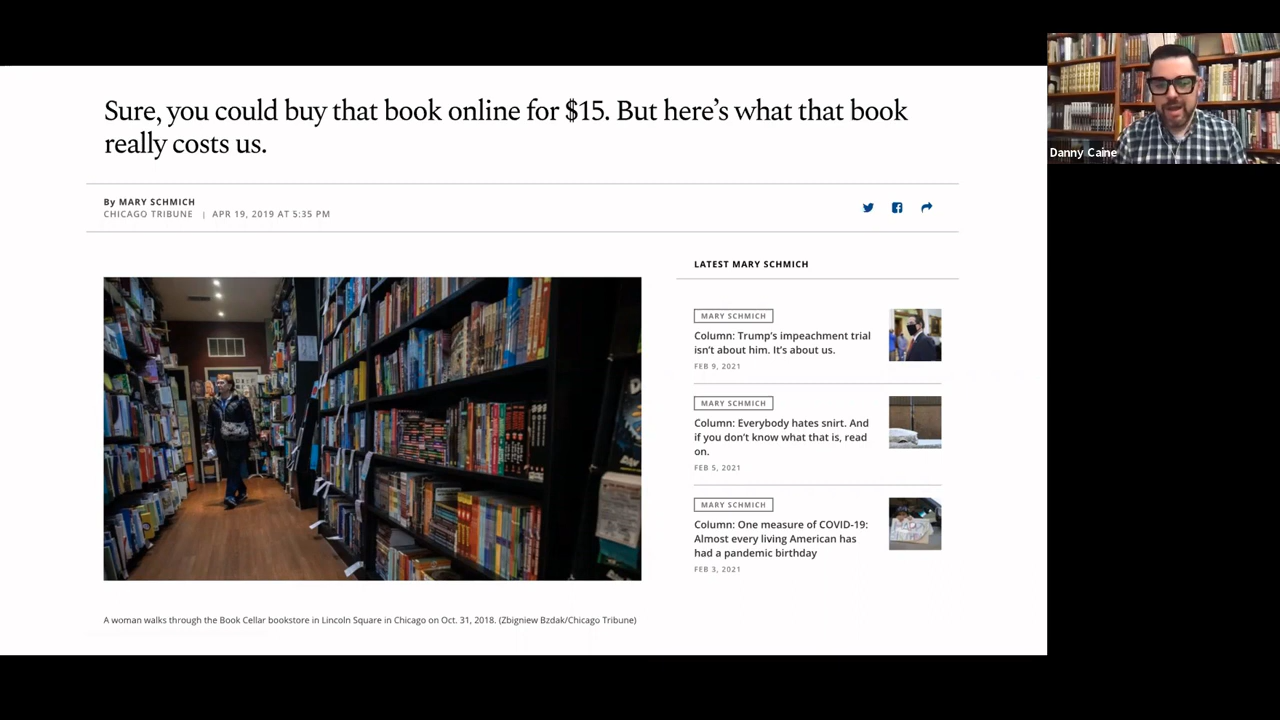 Sure, you could buy that book online for $15. But here's what that book
really costs us.
By MARY SCHMICH
CHICAGO TRIBUNE | APR 19, 2019 AT 5:35 PM
LATEST MARY SCHMICH
MARY SCHMICH
Column: Trump's impeachment trial
isn't about him. It's about us.
FEB 9, 2021
MARY SCHMICH
Column: Everybody hates snirt. And
if you don't know what that is, read
on.
FEB 5, 2021
MARY SCHMICH
Column: One measure of COVID-19:
Almost every living American has
had a pandemic birthday
FEB 3, 2021
A woman walks through the Book Cellar bookstore in Lincoln Square in Chicago on Oct. 31, 2018. (Zbigniew Bzdak/Chicago Tribune)
Danny Caine